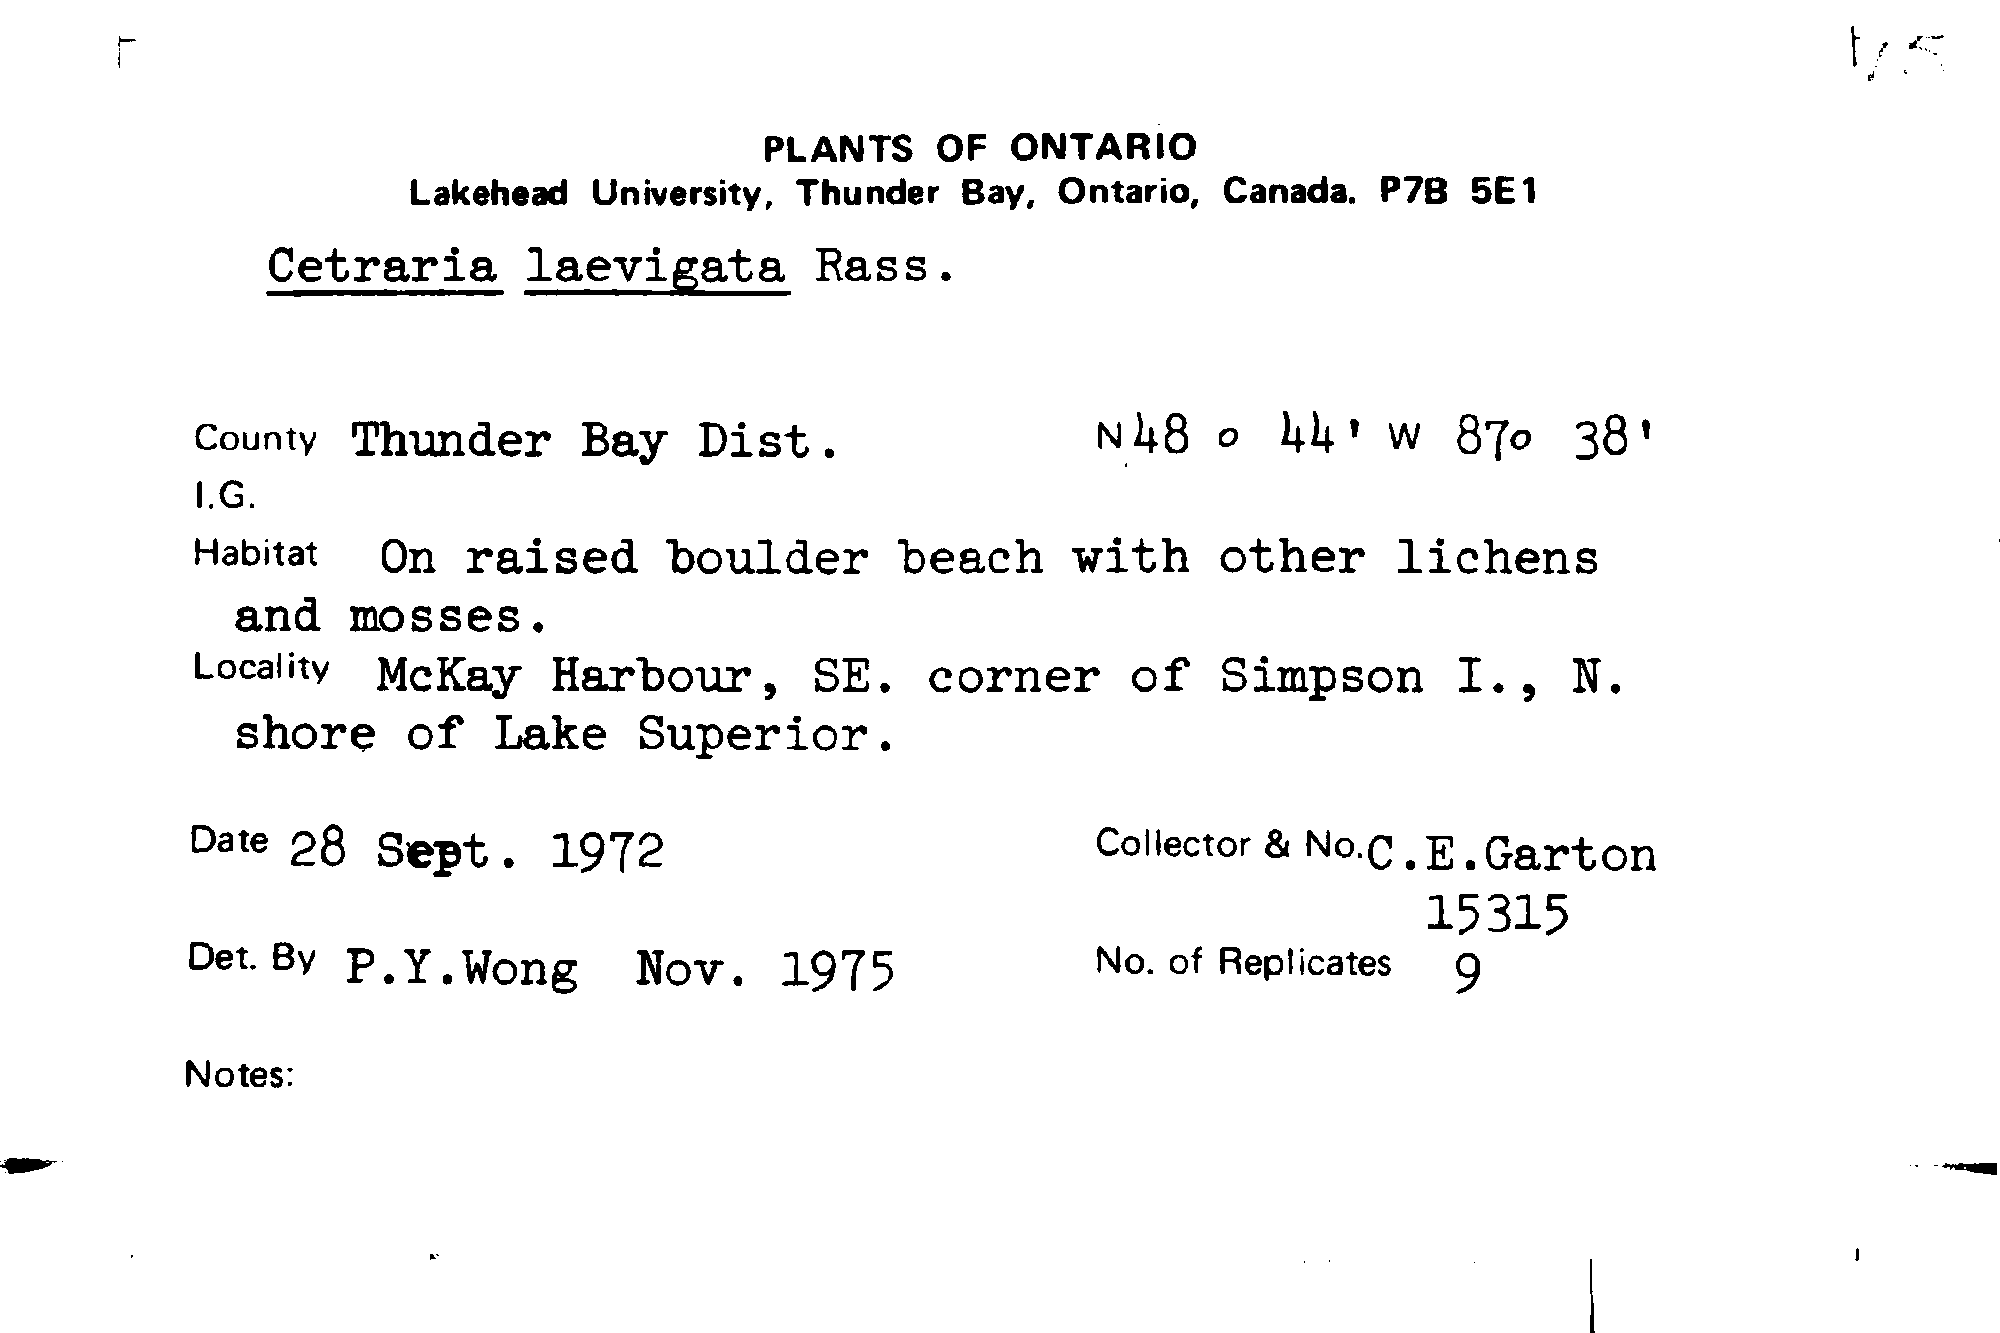 PLANTS OF ONTARIO
Lakehead University, Thunder Bay, Ontario, Canada. P7B 5E1
Cetraria laevigata Rass.
County Thunder Bay Dist. N 48 o 44' W 87o 38'
I.G.
Habitat On raised boulder beach with other lichens
and mosses.
Locality McKay Harbour, SE. corner of Simpson I., N.
shore of Lake Superior.
Date 28 Sept. 1972 Collector & No. C.E.Garton
15315
Det. By P.Y.Wong Nov. 1975 No. of Replicates 9
Notes: